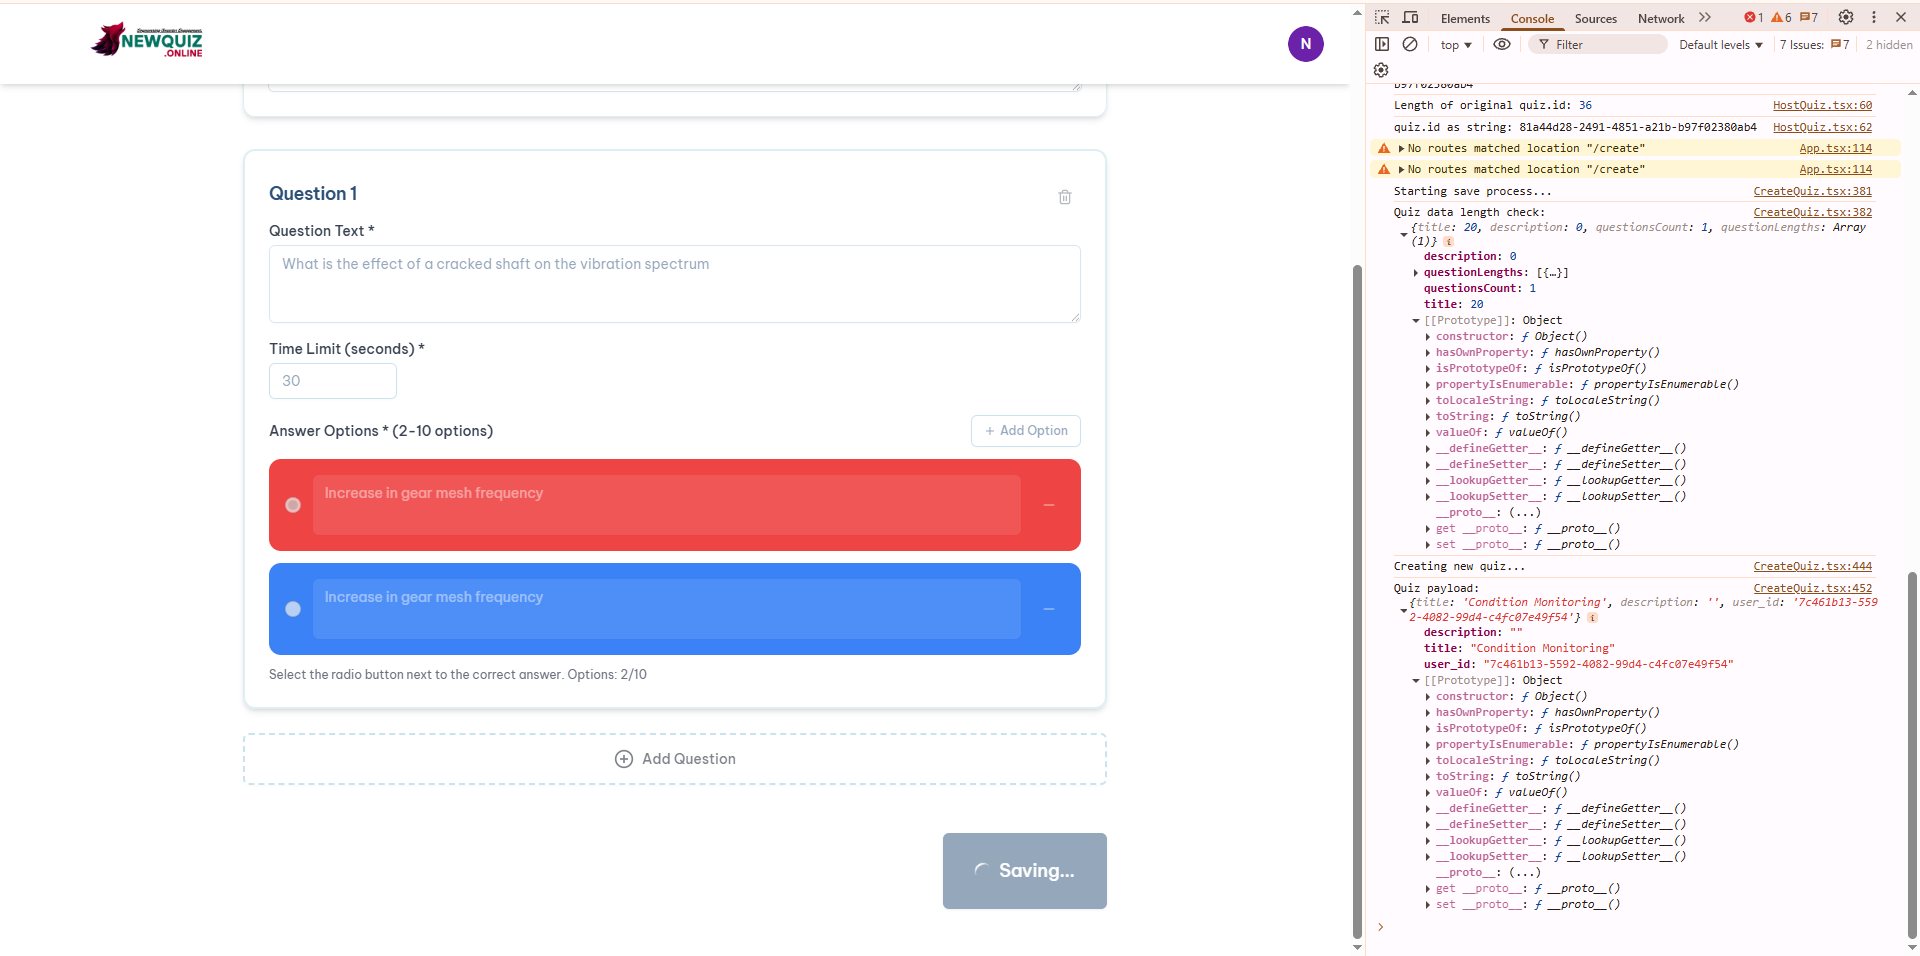 NEWQUIZ
.ONLINE
N
Question 1
Question Text *
What is the effect of a cracked shaft on the vibration spectrum
Time Limit (seconds) *
30
Answer Options * (2-10 options)
+ Add Option
Increase in gear mesh frequency
Increase in gear mesh frequency
Select the radio button next to the correct answer. Options: 2/10
Add Question
Saving...
Elements Console Sources Network 1 6 7
top Filter Default levels 7 Issues: 7 2 hidden
b97f02380ab4
Length of original quiz.id: 36 HostQuiz.tsx:60
quiz.id as string: 81a44d28-2491-4851-a21b-b97f02380ab4 HostQuiz.tsx:62
No routes matched location "/create" App.tsx:114
No routes matched location "/create" App.tsx:114
Starting save process... CreateQuiz.tsx:381
Quiz data length check: CreateQuiz.tsx:382
{title: 20, description: 0, questionsCount: 1, questionLengths: Array
(1)} i
description: 0
questionLengths: [{…}]
questionsCount: 1
title: 20
[[Prototype]]: Object
constructor: ƒ Object()
hasOwnProperty: ƒ hasOwnProperty()
isPrototypeOf: ƒ isPrototypeOf()
propertyIsEnumerable: ƒ propertyIsEnumerable()
toLocaleString: ƒ toLocaleString()
toString: ƒ toString()
valueOf: ƒ valueOf()
__defineGetter__: ƒ __defineGetter__()
__defineSetter__: ƒ __defineSetter__()
__lookupGetter__: ƒ __lookupGetter__()
__lookupSetter__: ƒ __lookupSetter__()
__proto__: (...)
get __proto__: ƒ __proto__()
set __proto__: ƒ __proto__()
Creating new quiz... CreateQuiz.tsx:444
Quiz payload: CreateQuiz.tsx:452
{title: 'Condition Monitoring', description: '', user_id: '7c461b13-559
2-4082-99d4-c4fc07e49f54'} i
description: ""
title: "Condition Monitoring"
user_id: "7c461b13-5592-4082-99d4-c4fc07e49f54"
[[Prototype]]: Object
constructor: ƒ Object()
hasOwnProperty: ƒ hasOwnProperty()
isPrototypeOf: ƒ isPrototypeOf()
propertyIsEnumerable: ƒ propertyIsEnumerable()
toLocaleString: ƒ toLocaleString()
toString: ƒ toString()
valueOf: ƒ valueOf()
__defineGetter__: ƒ __defineGetter__()
__defineSetter__: ƒ __defineSetter__()
__lookupGetter__: ƒ __lookupGetter__()
__lookupSetter__: ƒ __lookupSetter__()
__proto__: (...)
get __proto__: ƒ __proto__()
set __proto__: ƒ __proto__()